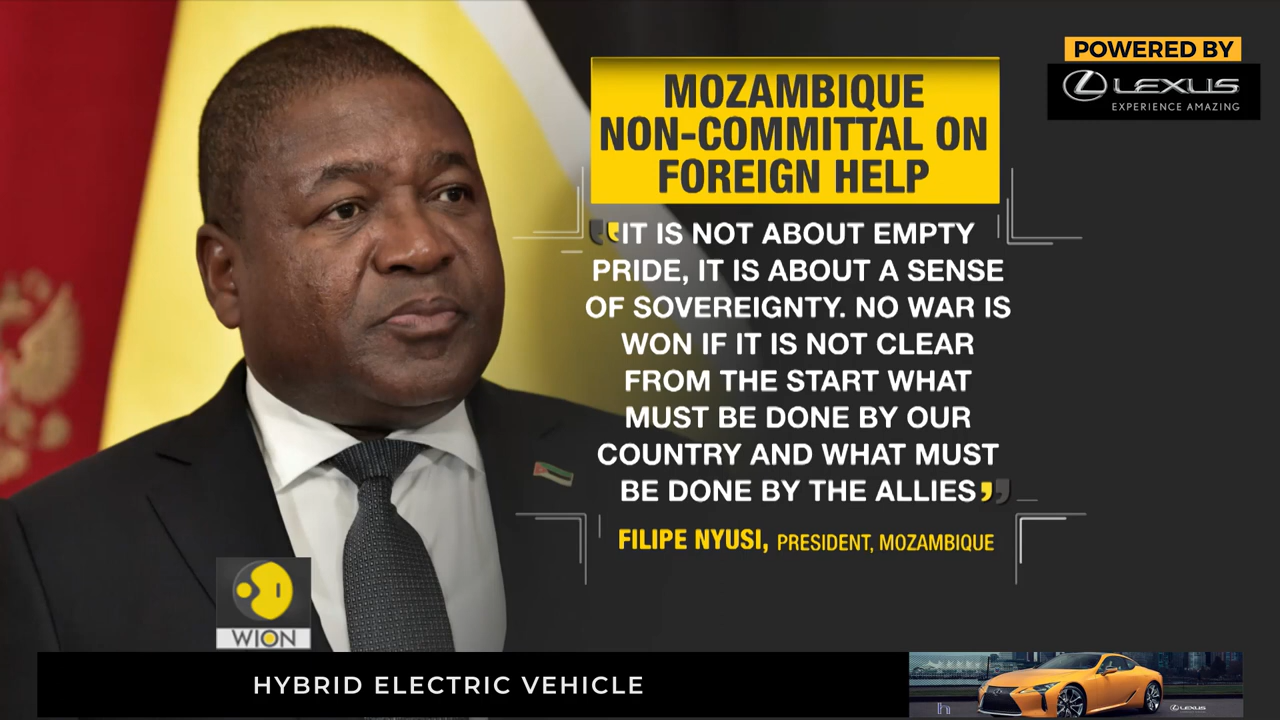 POWERED BY
LEXUS
EXPERIENCE AMAZING
MOZAMBIQUE
NON-COMMITTAL ON
FOREIGN HELP
IT IS NOT ABOUT EMPTY
PRIDE, IT IS ABOUT A SENSE
OF SOVEREIGNTY. NO WAR IS
WON IF IT IS NOT CLEAR
FROM THE START WHAT
MUST BE DONE BY OUR
COUNTRY AND WHAT MUST
BE DONE BY THE ALLIES
FILIPE NYUSI, PRESIDENT, MOZAMBIQUE
WION
HYBRID ELECTRIC VEHICLE
h
LEXUS